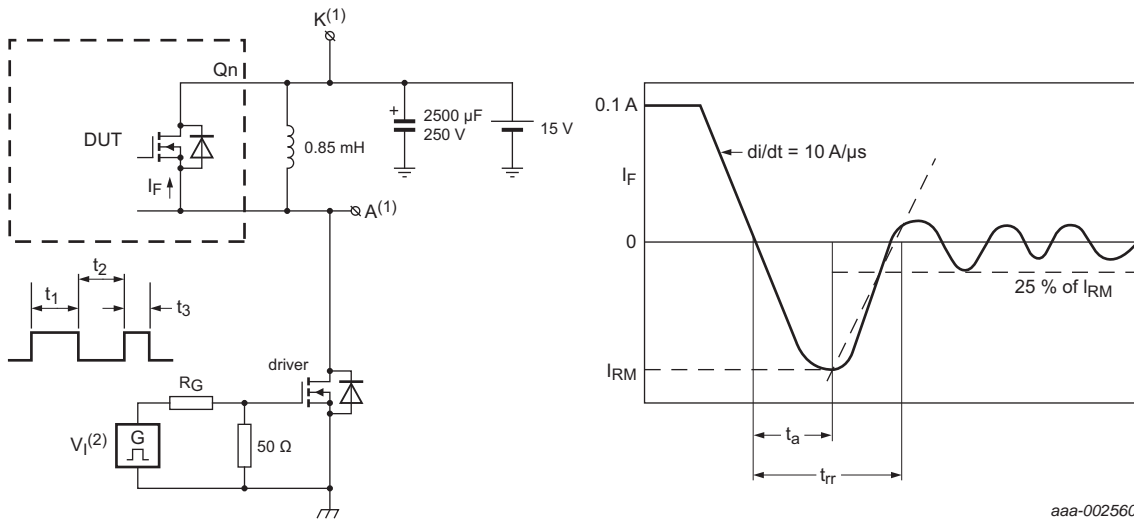 K(1)
Qn
DUT
IF
0.85 mH
+
2500 µF
250 V
15 V
A(1)
t1
t2
t3
driver
RG
VI(2)
G
50 Ω
0.1 A
di/dt = 10 A/µs
IF
0
25 % of IRM
IRM
ta
trr
aaa-002560